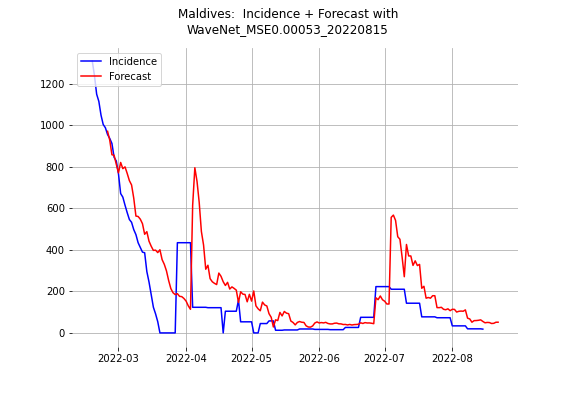 Maldives:  Incidence + Forecast with
WaveNet_MSE0.00053_20220815
Incidence
Forecast
1200
1000
800
600
400
200
0
2022-03 2022-04 2022-05 2022-06 2022-07 2022-08